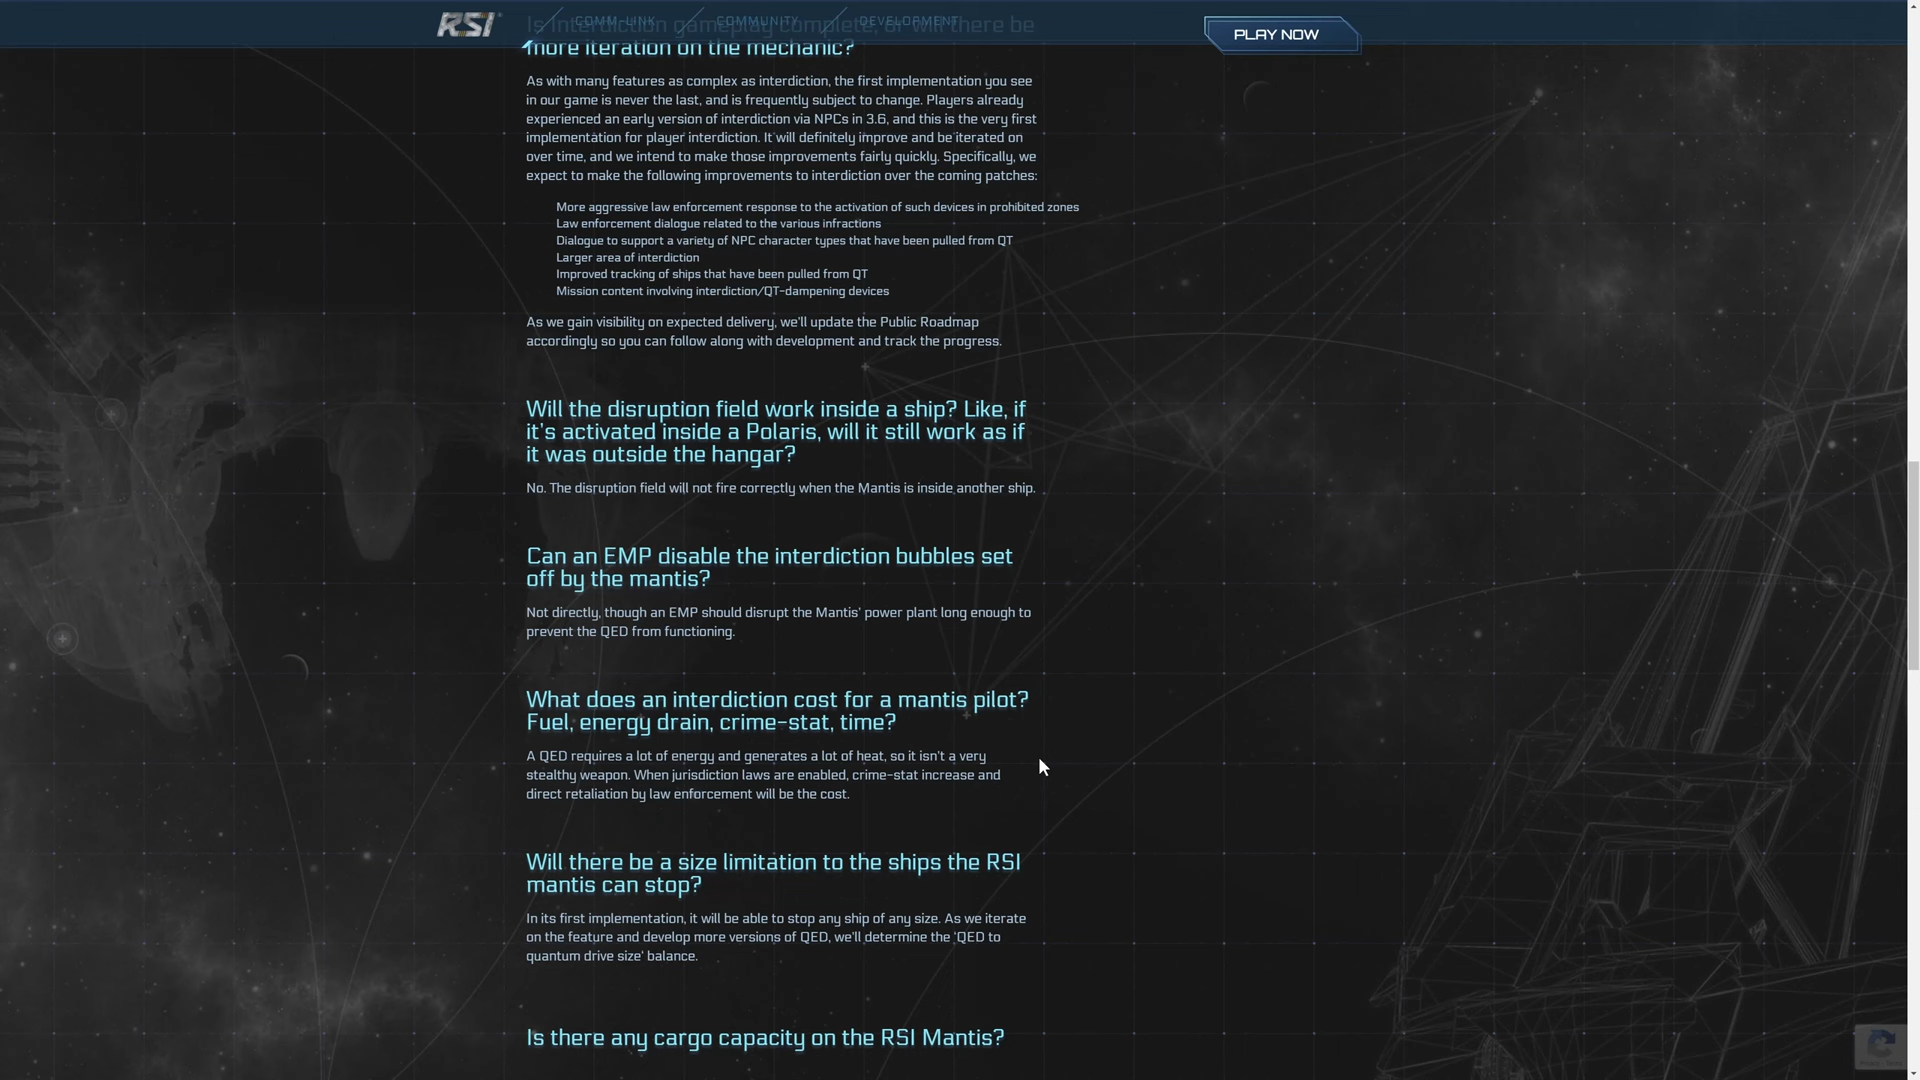 RSI
COMM-LINK
COMMUNITY
DEVELOPMENT
PLAY NOW
Is Interdiction gameplay complete, or will there be
more iteration on the mechanic?
As with many features as complex as interdiction, the first implementation you see
in our game is never the last, and is frequently subject to change. Players already
experienced an early version of interdiction via NPCs in 3.6, and this is the very first
implementation for player interdiction. It will definitely improve and be iterated on
over time, and we intend to make those improvements fairly quickly. Specifically, we
expect to make the following improvements to interdiction over the coming patches:
More aggressive law enforcement response to the activation of such devices in prohibited zones
Law enforcement dialogue related to the various infractions
Dialogue to support a variety of NPC character types that have been pulled from QT
Larger area of interdiction
Improved tracking of ships that have been pulled from QT
Mission content involving interdiction/QT-dampening devices
As we gain visibility on expected delivery, we'll update the Public Roadmap
accordingly so you can follow along with development and track the progress.
Will the disruption field work inside a ship? Like, if
it's activated inside a Polaris, will it still work as if
it was outside the hangar?
No. The disruption field will not fire correctly when the Mantis is inside another ship.
Can an EMP disable the interdiction bubbles set
off by the mantis?
Not directly, though an EMP should disrupt the Mantis' power plant long enough to
prevent the QED from functioning.
What does an interdiction cost for a mantis pilot?
Fuel, energy drain, crime-stat, time?
A QED requires a lot of energy and generates a lot of heat, so it isn't a very
stealthy weapon. When jurisdiction laws are enabled, crime-stat increase and
direct retaliation by law enforcement will be the cost.
Will there be a size limitation to the ships the RSI
mantis can stop?
In its first implementation, it will be able to stop any ship of any size. As we iterate
on the feature and develop more versions of QED, we'll determine the 'QED to
quantum drive size' balance.
Is there any cargo capacity on the RSI Mantis?